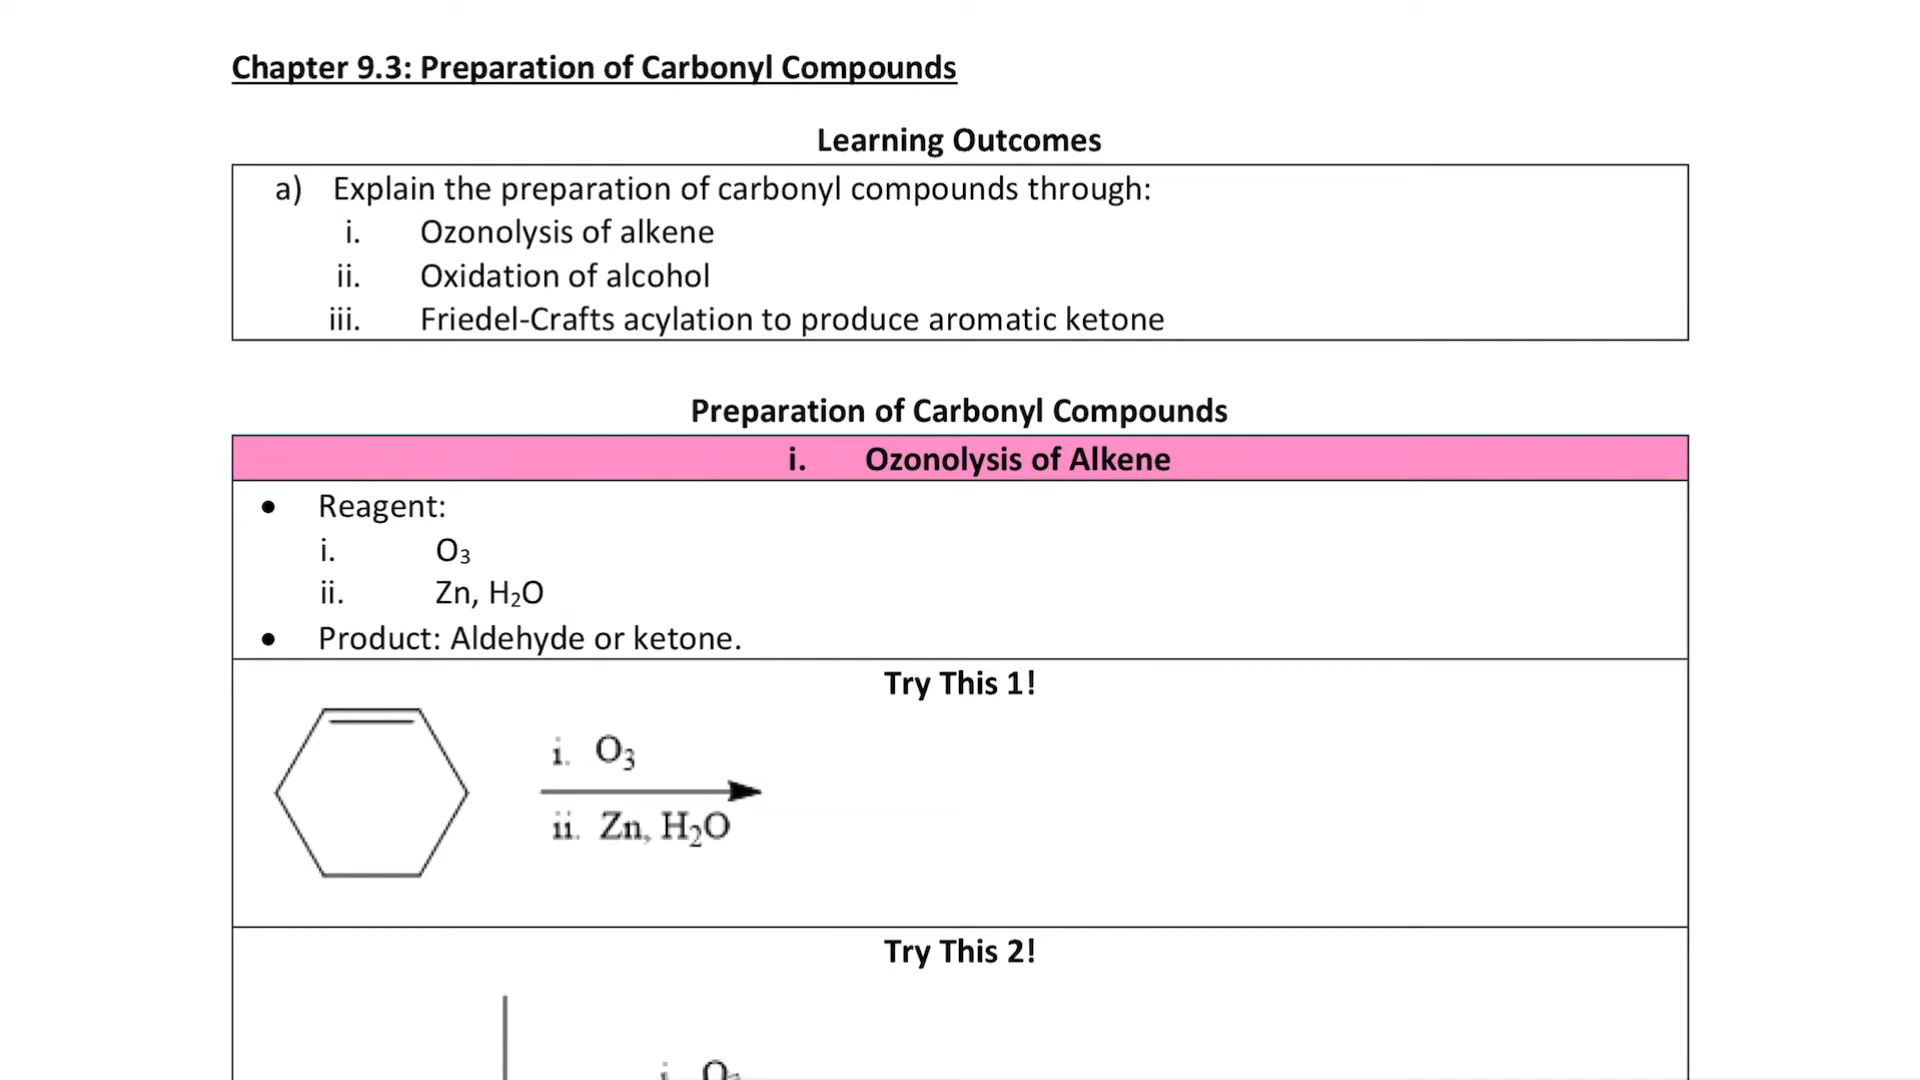 Chapter 9.3: Preparation of Carbonyl Compounds
Learning Outcomes
a) Explain the preparation of carbonyl compounds through:
i. Ozonolysis of alkene
ii. Oxidation of alcohol
iii. Friedel-Crafts acylation to produce aromatic ketone
Preparation of Carbonyl Compounds
i. Ozonolysis of Alkene
• Reagent:
i. O₃
ii. Zn, H₂O
• Product: Aldehyde or ketone.
Try This 1!
i. O₃
ii. Zn, H₂O
Try This 2!